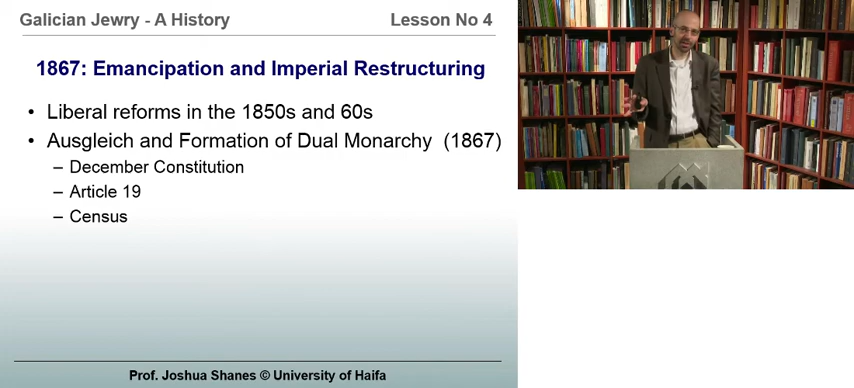 Galician Jewry - A History
Lesson No 4
1867: Emancipation and Imperial Restructuring
• Liberal reforms in the 1850s and 60s
• Ausgleich and Formation of Dual Monarchy (1867)
– December Constitution
– Article 19
– Census
Prof. Joshua Shanes © University of Haifa